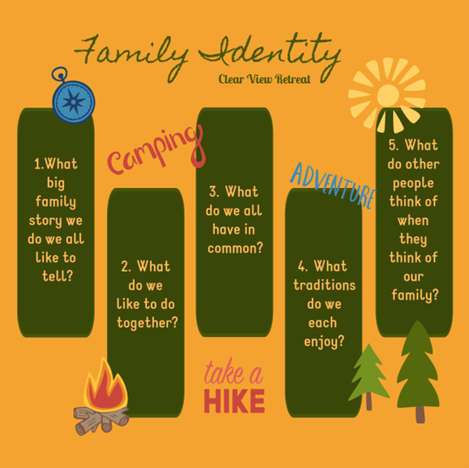 Family Identity
Clear View Retreat
1.What
big
family
story we
do we all
like to
tell?
Camping
2. What
do we
like to do
together?
3. What
do we all
have in
common?
ADVENTURE
4. What
traditions
do we
each
enjoy?
5. What
do other
people
think of
when
they
think of
our
family?
take a
HIKE